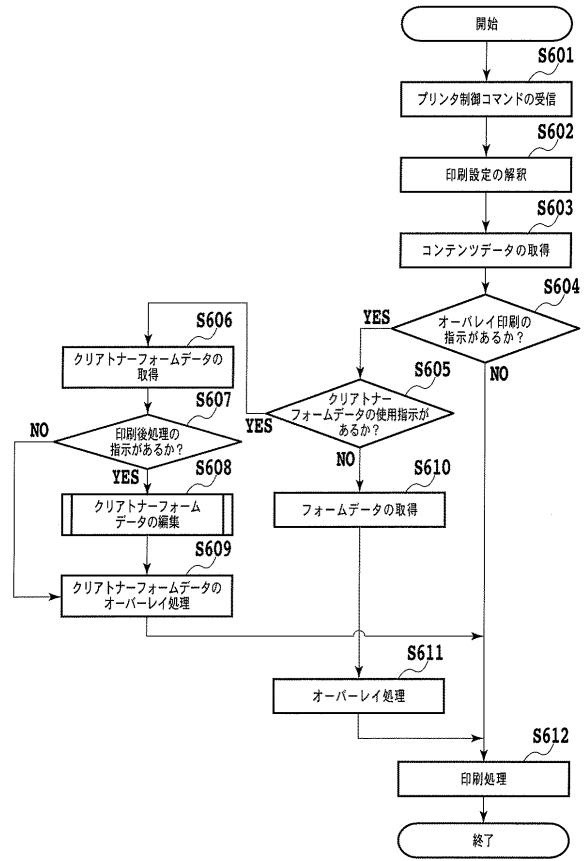 開始
S601
プリンタ制御コマンドの受信
S602
印刷設定の解釈
S603
コンテンツデータの取得
S604
オーバレイ印刷の
指示があるか?
YES
NO
S605
クリアトナー
フォームデータの使用指示が
あるか?
YES
NO
S606
クリアトナーフォームデータの
取得
S607
印刷後処理の
指示があるか?
NO
YES
S608
クリアトナーフォーム
データの編集
S609
クリアトナーフォームデータの
オーバーレイ処理
S610
フォームデータの取得
S611
オーバーレイ処理
S612
印刷処理
終了